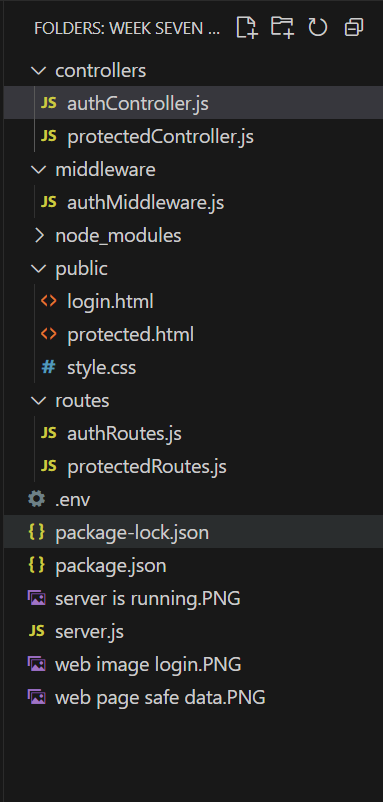 FOLDERS: WEEK SEVEN ...
controllers
JS authController.js
JS protectedController.js
middleware
JS authMiddleware.js
node_modules
public
<> login.html
<> protected.html
# style.css
routes
JS authRoutes.js
JS protectedRoutes.js
.env
{} package-lock.json
{} package.json
server is running.PNG
JS server.js
web image login.PNG
web page safe data.PNG